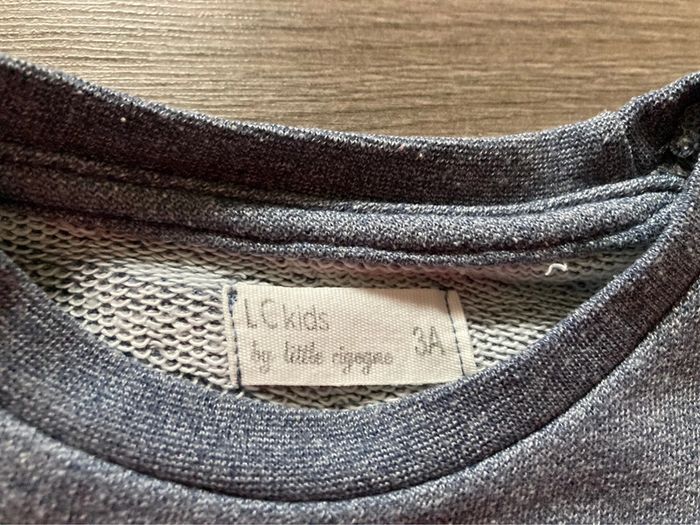 LC kids
by little cigogne
3A